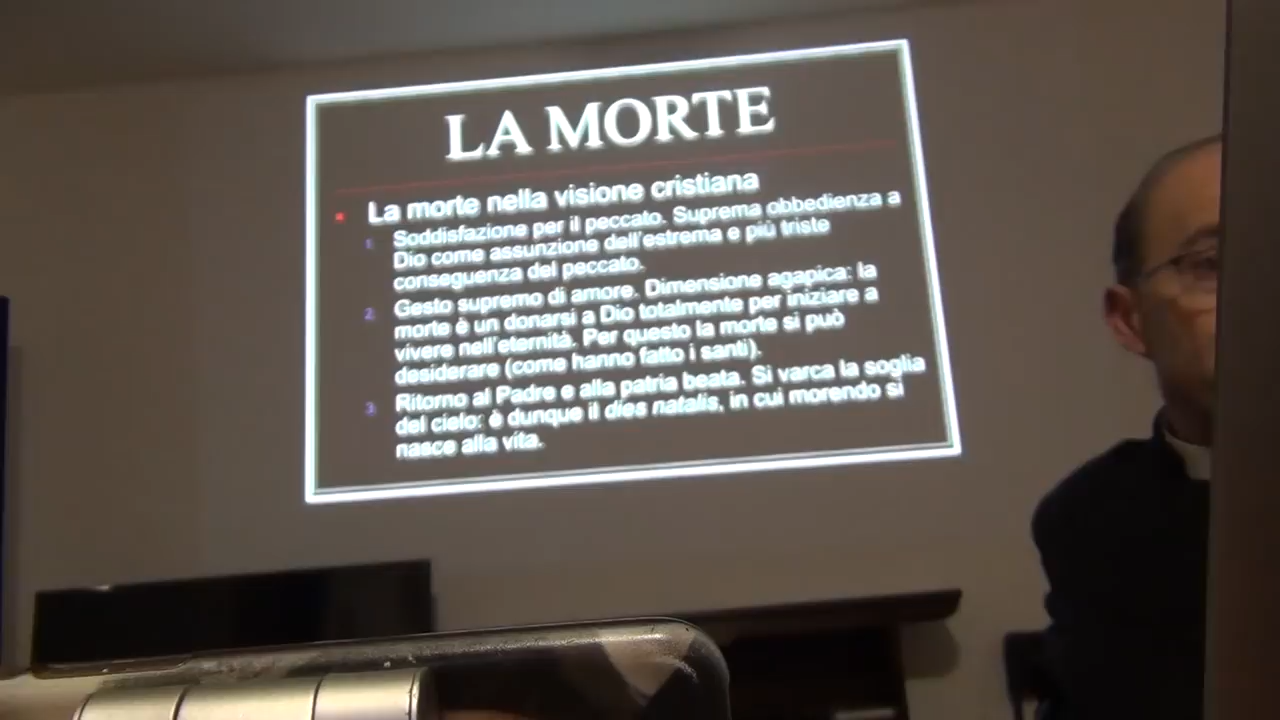 LA MORTE
La morte nella visione cristiana
1. Soddisfazione per il peccato. Suprema obbedienza a
Dio come assunzione dell'estrema e più triste
conseguenza del peccato.
2. Gesto supremo di amore. Dimensione agapica: la
morte è un donarsi a Dio totalmente per iniziare a
vivere nell'eternità. Per questo la morte si può
desiderare (come hanno fatto i santi).
3. Ritorno al Padre e alla patria beata. Si varca la soglia
del cielo: è dunque il dies natalis, in cui morendo si
nasce alla vita.